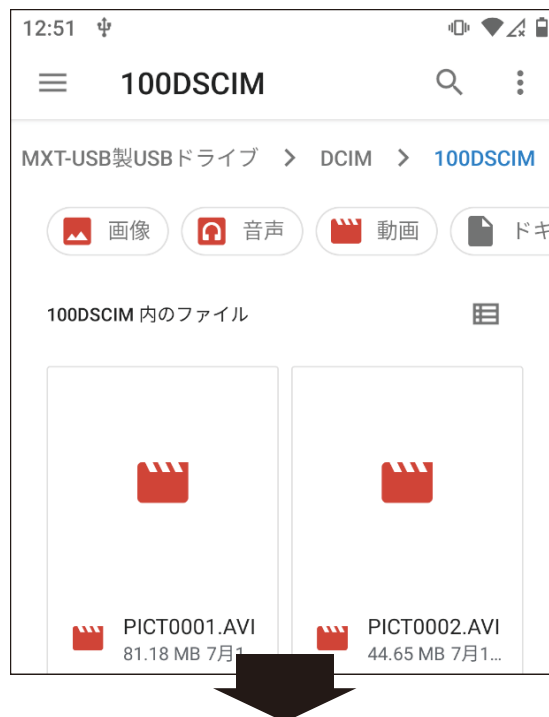 12:51
100DSCIM
MXT-USB製USBドライブ > DCIM > 100DSCIM
画像 音声 動画 ドキ
100DSCIM 内のファイル
PICT0001.AVI PICT0002.AVI
81.18 MB 7月1... 44.65 MB 7月1...